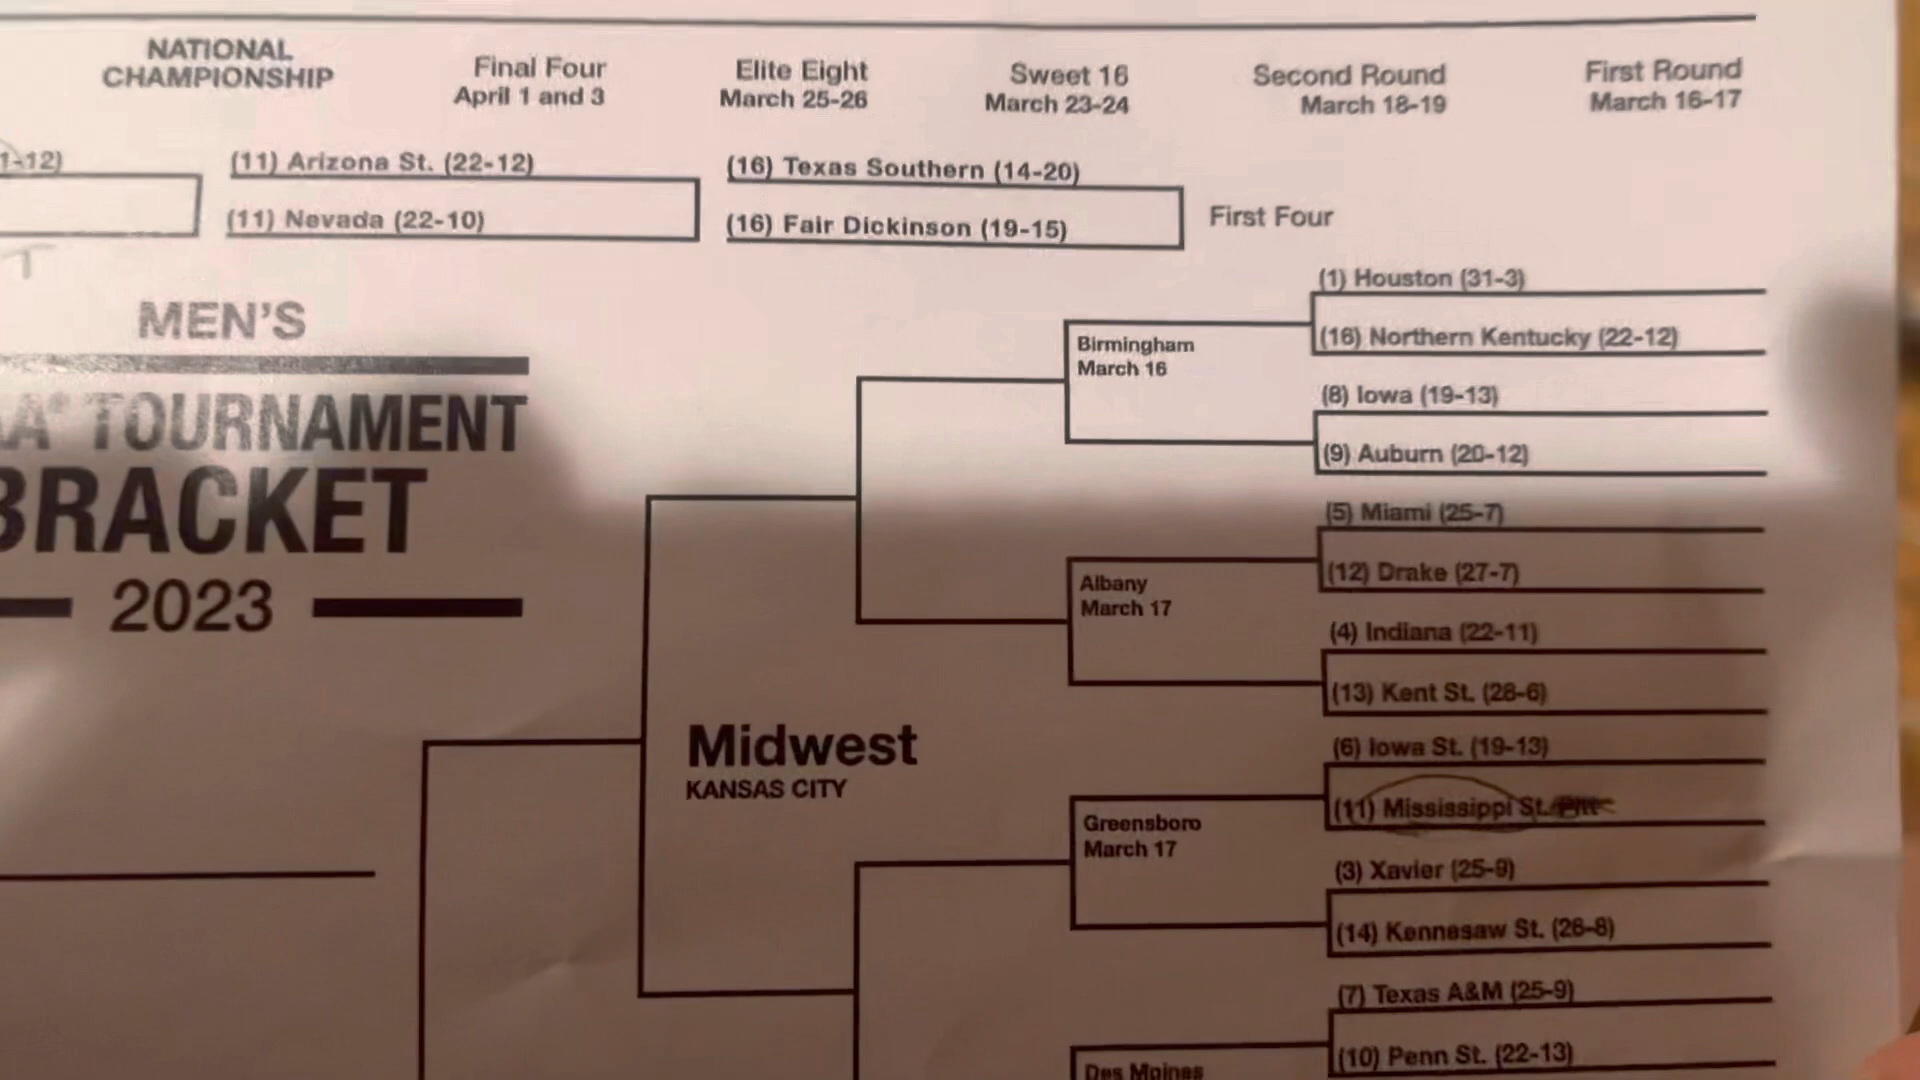 NATIONAL
CHAMPIONSHIP
Final Four
April 1 and 3
Elite Eight
March 25-26
Sweet 16
March 23-24
Second Round
March 18-19
First Round
March 16-17
1-12)
(11) Arizona St. (22-12)
(11) Nevada (22-10)
(16) Texas Southern (14-20)
(16) Fair Dickinson (19-15)
First Four
MEN'S
TOURNAMENT
BRACKET
2023
(1) Houston (31-3)
(16) Northern Kentucky (22-12)
Birmingham
March 16
(8) Iowa (19-13)
(9) Auburn (20-12)
(5) Miami (25-7)
(12) Drake (27-7)
Albany
March 17
(4) Indiana (22-11)
(13) Kent St. (28-6)
Midwest
KANSAS CITY
(6) Iowa St. (19-13)
(11) Mississippi St.
Greensboro
March 17
(3) Xavier (25-9)
(14) Kennesaw St. (26-8)
(7) Texas A&M (25-9)
(10) Penn St. (22-13)
Des Moines